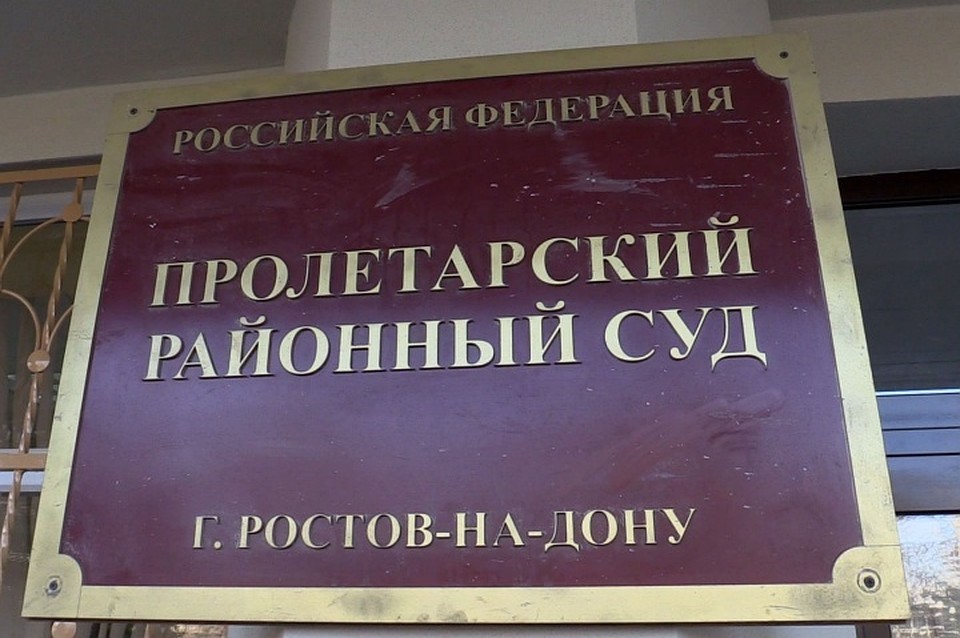 РОССИЙСКАЯ ФЕДЕРАЦИЯ
ПРОЛЕТАРСКИЙ
РАЙОННЫЙ СУД
Г. РОСТОВ-НА-ДОНУ